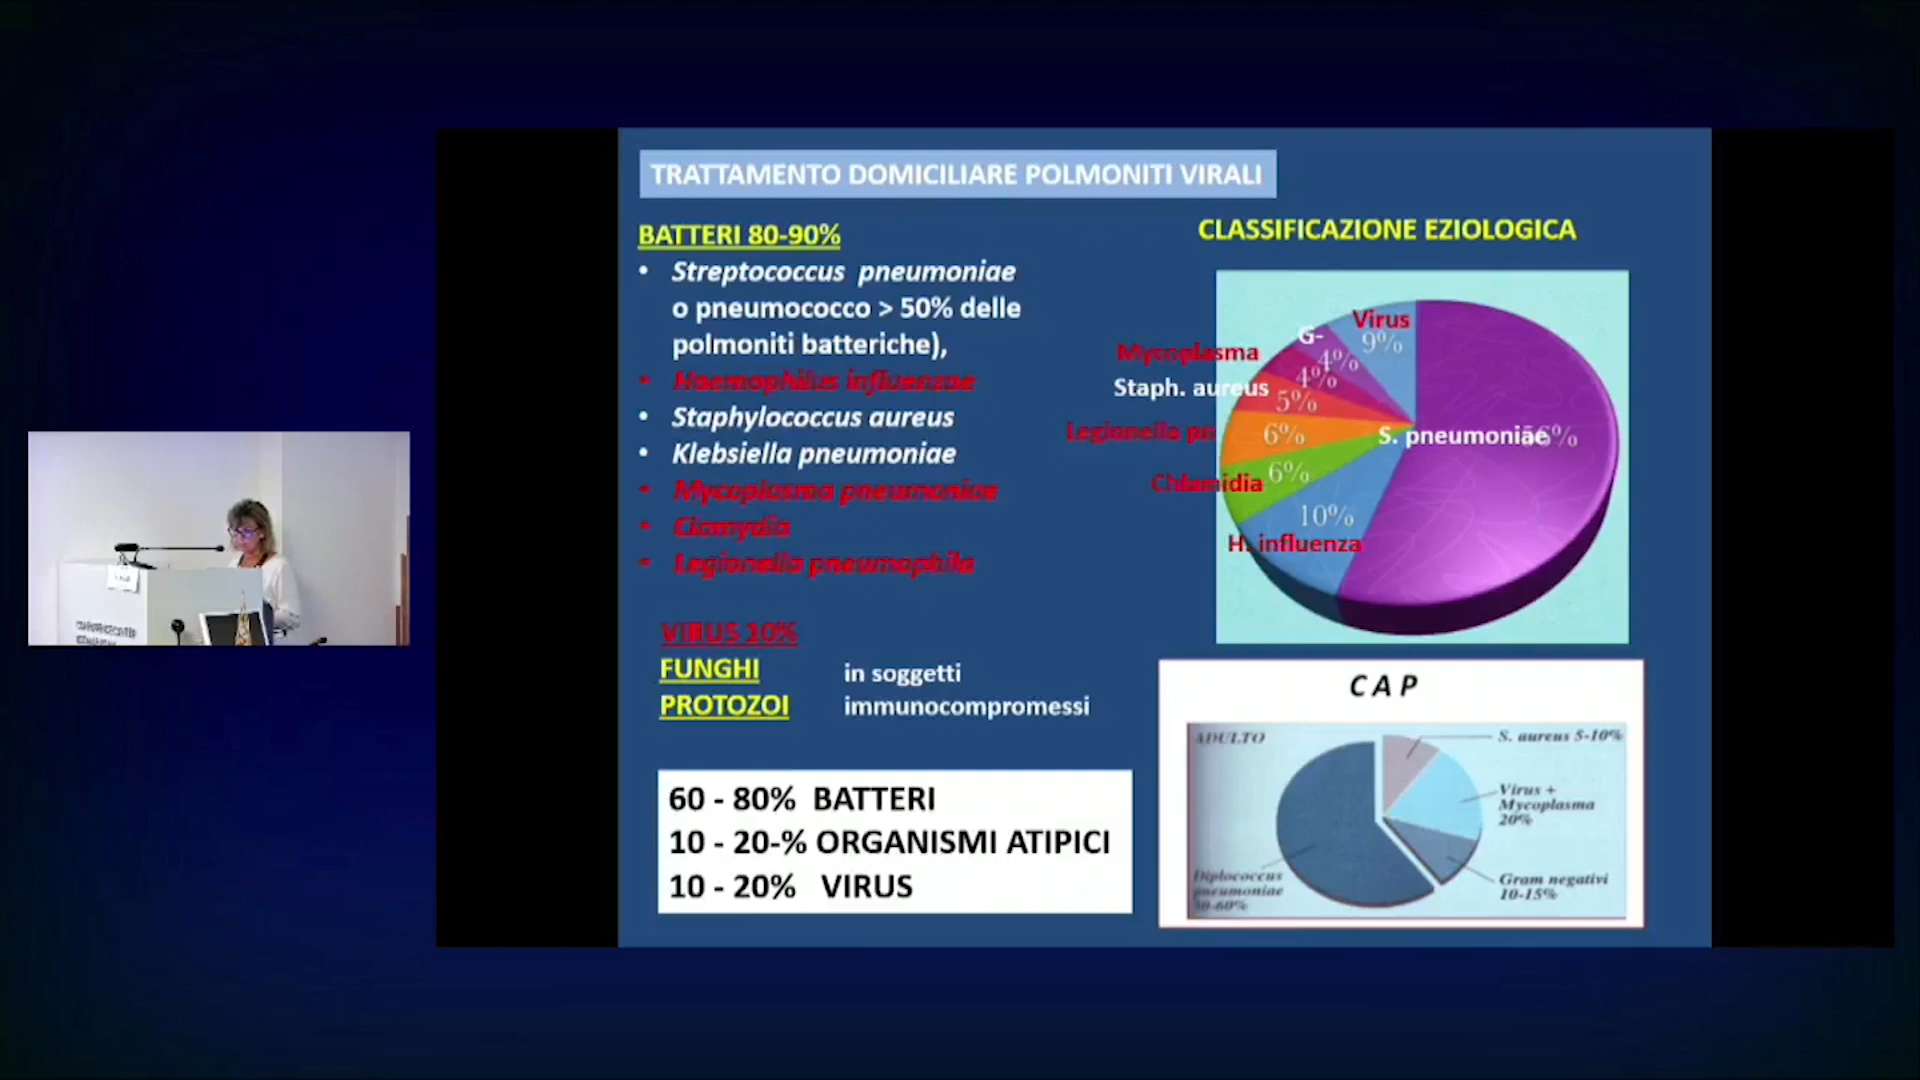 TRATTAMENTO DOMICILIARE POLMONITI VIRALI
BATTERI 80-90%
• Streptococcus pneumoniae
o pneumococco > 50% delle
polmoniti batteriche),
• Haemophilus influenzae
• Staphylococcus aureus
• Klebsiella pneumoniae
• Mycoplasma pneumoniae
• Clamydia
• Legionella pneumophila
VIRUS 10%
FUNGHI
PROTOZOI
in soggetti
immunocompromessi
60 - 80% BATTERI
10 - 20-% ORGANISMI ATIPICI
10 - 20% VIRUS
CLASSIFICAZIONE EZIOLOGICA
Virus
9%
G-
4%
Mycoplasma
4%
Staph. aureus
5%
Legionella pn
6%
S. pneumoniae
Chlamidia
6%
10%
H. influenza
CAP
ADULTO
S. aureus 5-10%
Virus +
Mycoplasma
20%
Gram negativi
10-15%
Diplococcus
pneumoniae